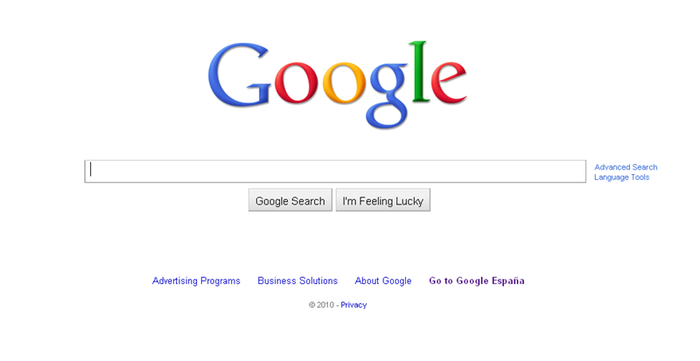 Google
Advanced Search
Language Tools
Google Search I'm Feeling Lucky
Advertising Programs Business Solutions About Google Go to Google España
© 2010 - Privacy